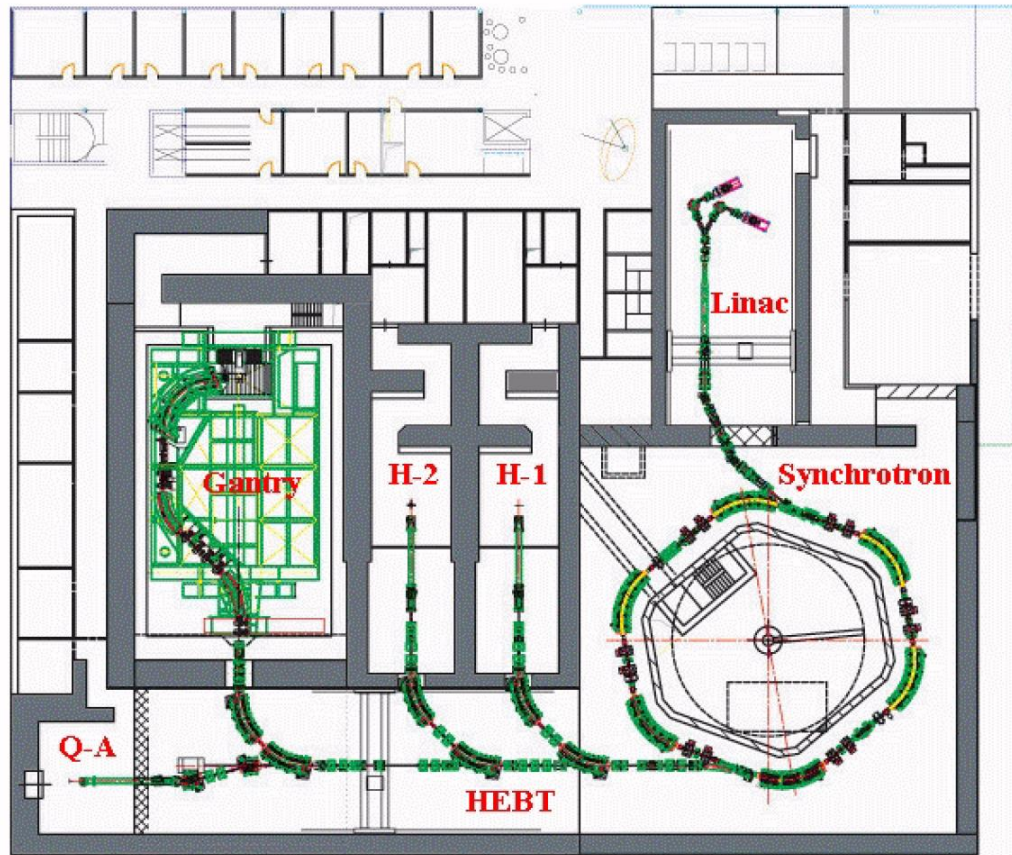 Linac
Gantry
H-2
H-1
Synchrotron
Q-A
HEBT